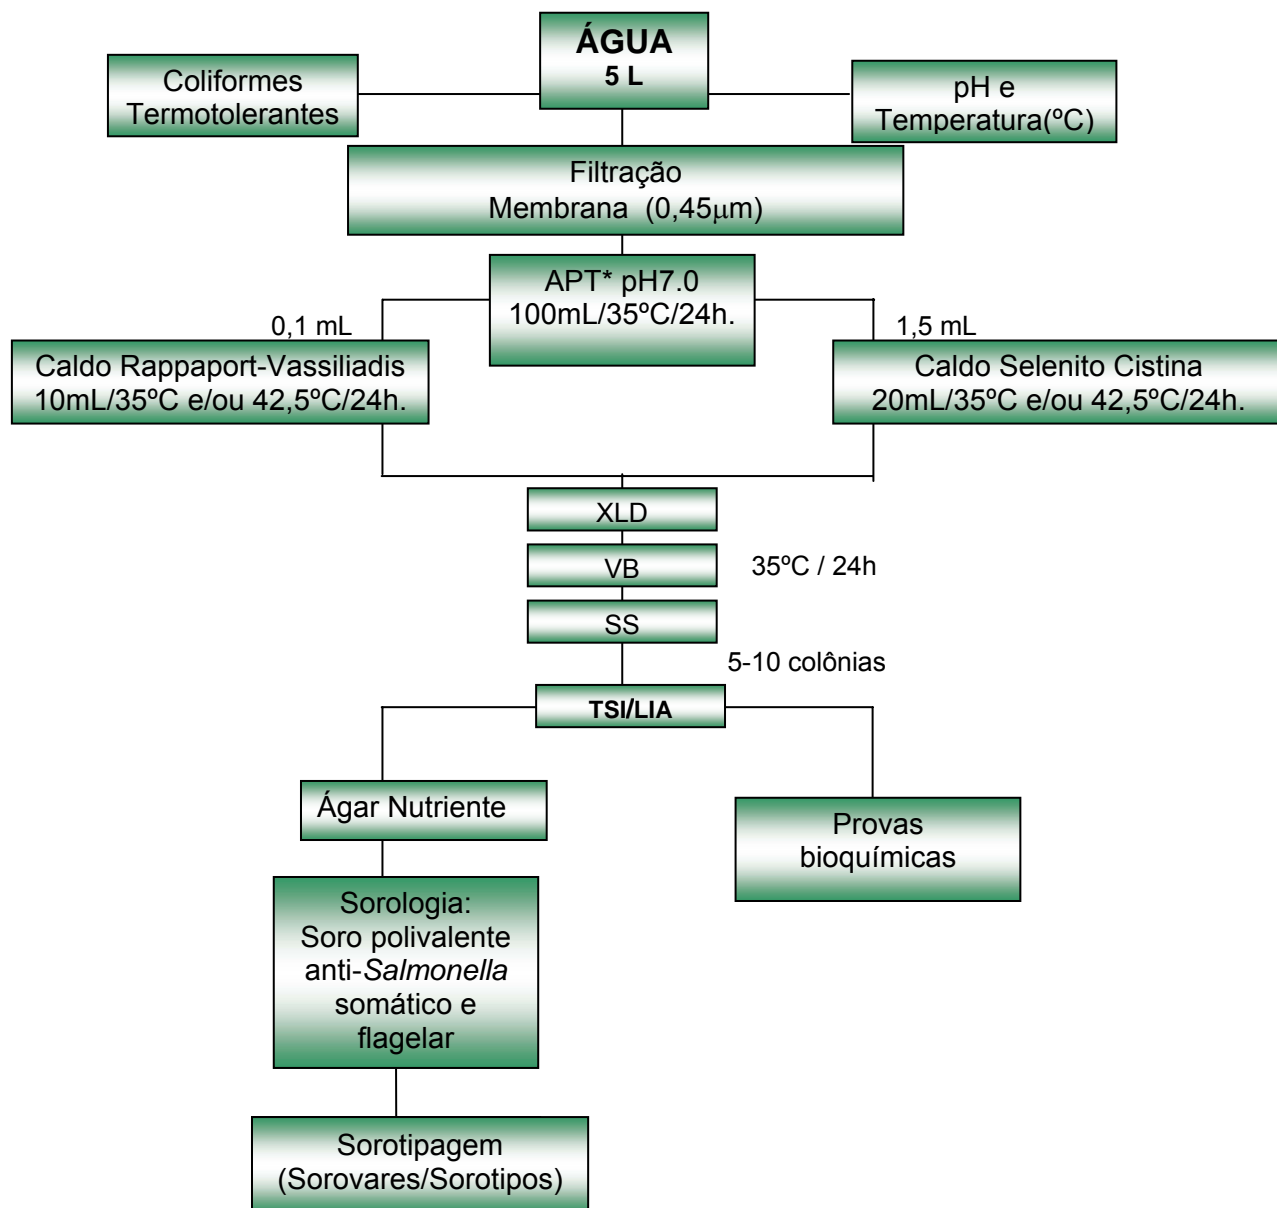 ÁGUA
5 L
Coliformes
Termotolerantes
pH e
Temperatura(ºC)
Filtração
Membrana (0,45µm)
APT* pH7.0
100mL/35ºC/24h.
0,1 mL
1,5 mL
Caldo Rappaport-Vassiliadis
10mL/35ºC e/ou 42,5ºC/24h.
Caldo Selenito Cistina
20mL/35ºC e/ou 42,5ºC/24h.
XLD
VB
35ºC / 24h
SS
5-10 colônias
TSI/LIA
Ágar Nutriente
Provas
bioquímicas
Sorologia:
Soro polivalente
anti-Salmonella
somático e
flagelar
Sorotipagem
(Sorovares/Sorotipos)